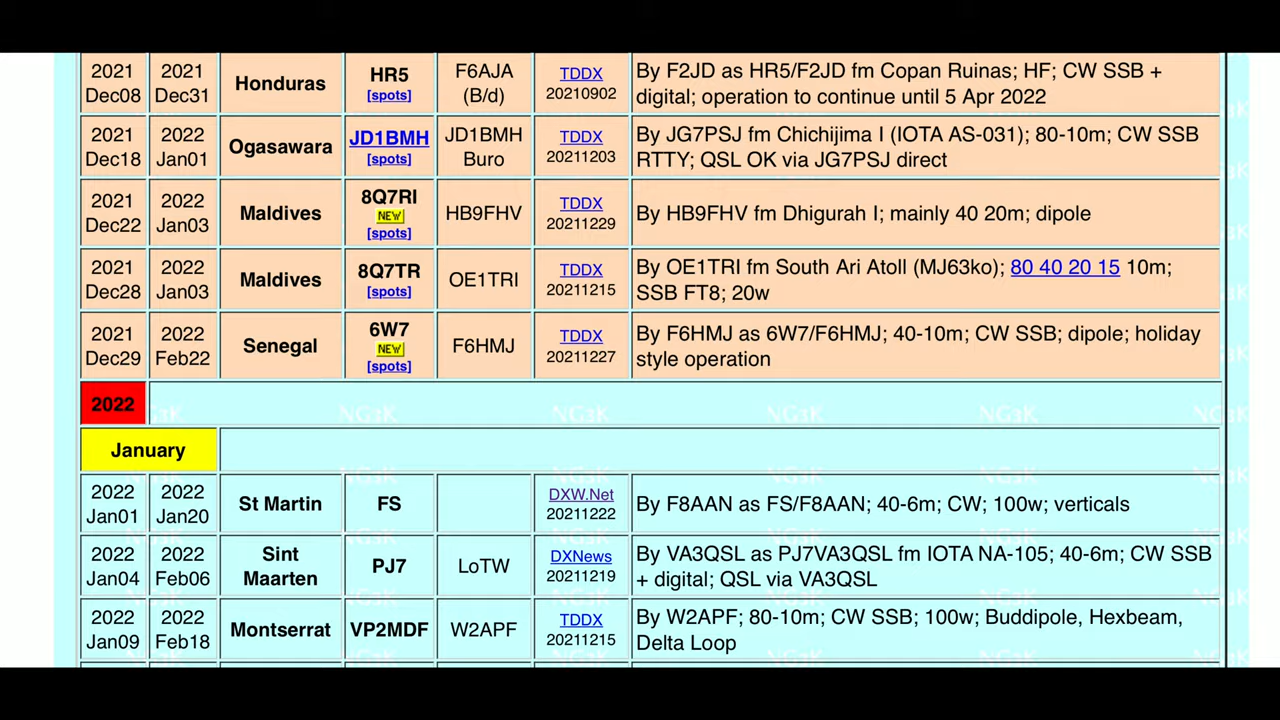 2021 Dec08 2021 Dec31 Honduras HR5 [spots] F6AJA (B/d) TDDX 20210902 By F2JD as HR5/F2JD fm Copan Ruinas; HF; CW SSB +
digital; operation to continue until 5 Apr 2022
2021 Dec18 2022 Jan01 Ogasawara JD1BMH [spots] JD1BMH Buro TDDX 20211203 By JG7PSJ fm Chichijima I (IOTA AS-031); 80-10m; CW SSB
RTTY; QSL OK via JG7PSJ direct
2021 Dec22 2022 Jan03 Maldives 8Q7RI NEW [spots] HB9FHV TDDX 20211229 By HB9FHV fm Dhigurah I; mainly 40 20m; dipole
2021 Dec28 2022 Jan03 Maldives 8Q7TR [spots] OE1TRI TDDX 20211215 By OE1TRI fm South Ari Atoll (MJ63ko); 80 40 20 15 10m;
SSB FT8; 20w
2021 Dec29 2022 Feb22 Senegal 6W7 NEW [spots] F6HMJ TDDX 20211227 By F6HMJ as 6W7/F6HMJ; 40-10m; CW SSB; dipole; holiday
style operation
2022
NG3K NG3K NG3K NG3K
January
2022 Jan01 2022 Jan20 St Martin FS DXW.Net 20211222 By F8AAN as FS/F8AAN; 40-6m; CW; 100w; verticals
2022 Jan04 2022 Feb06 Sint Maarten PJ7 LoTW DXNews 20211219 By VA3QSL as PJ7VA3QSL fm IOTA NA-105; 40-6m; CW SSB
+ digital; QSL via VA3QSL
2022 Jan09 2022 Feb18 Montserrat VP2MDF W2APF TDDX 20211215 By W2APF; 80-10m; CW SSB; 100w; Buddipole, Hexbeam,
Delta Loop